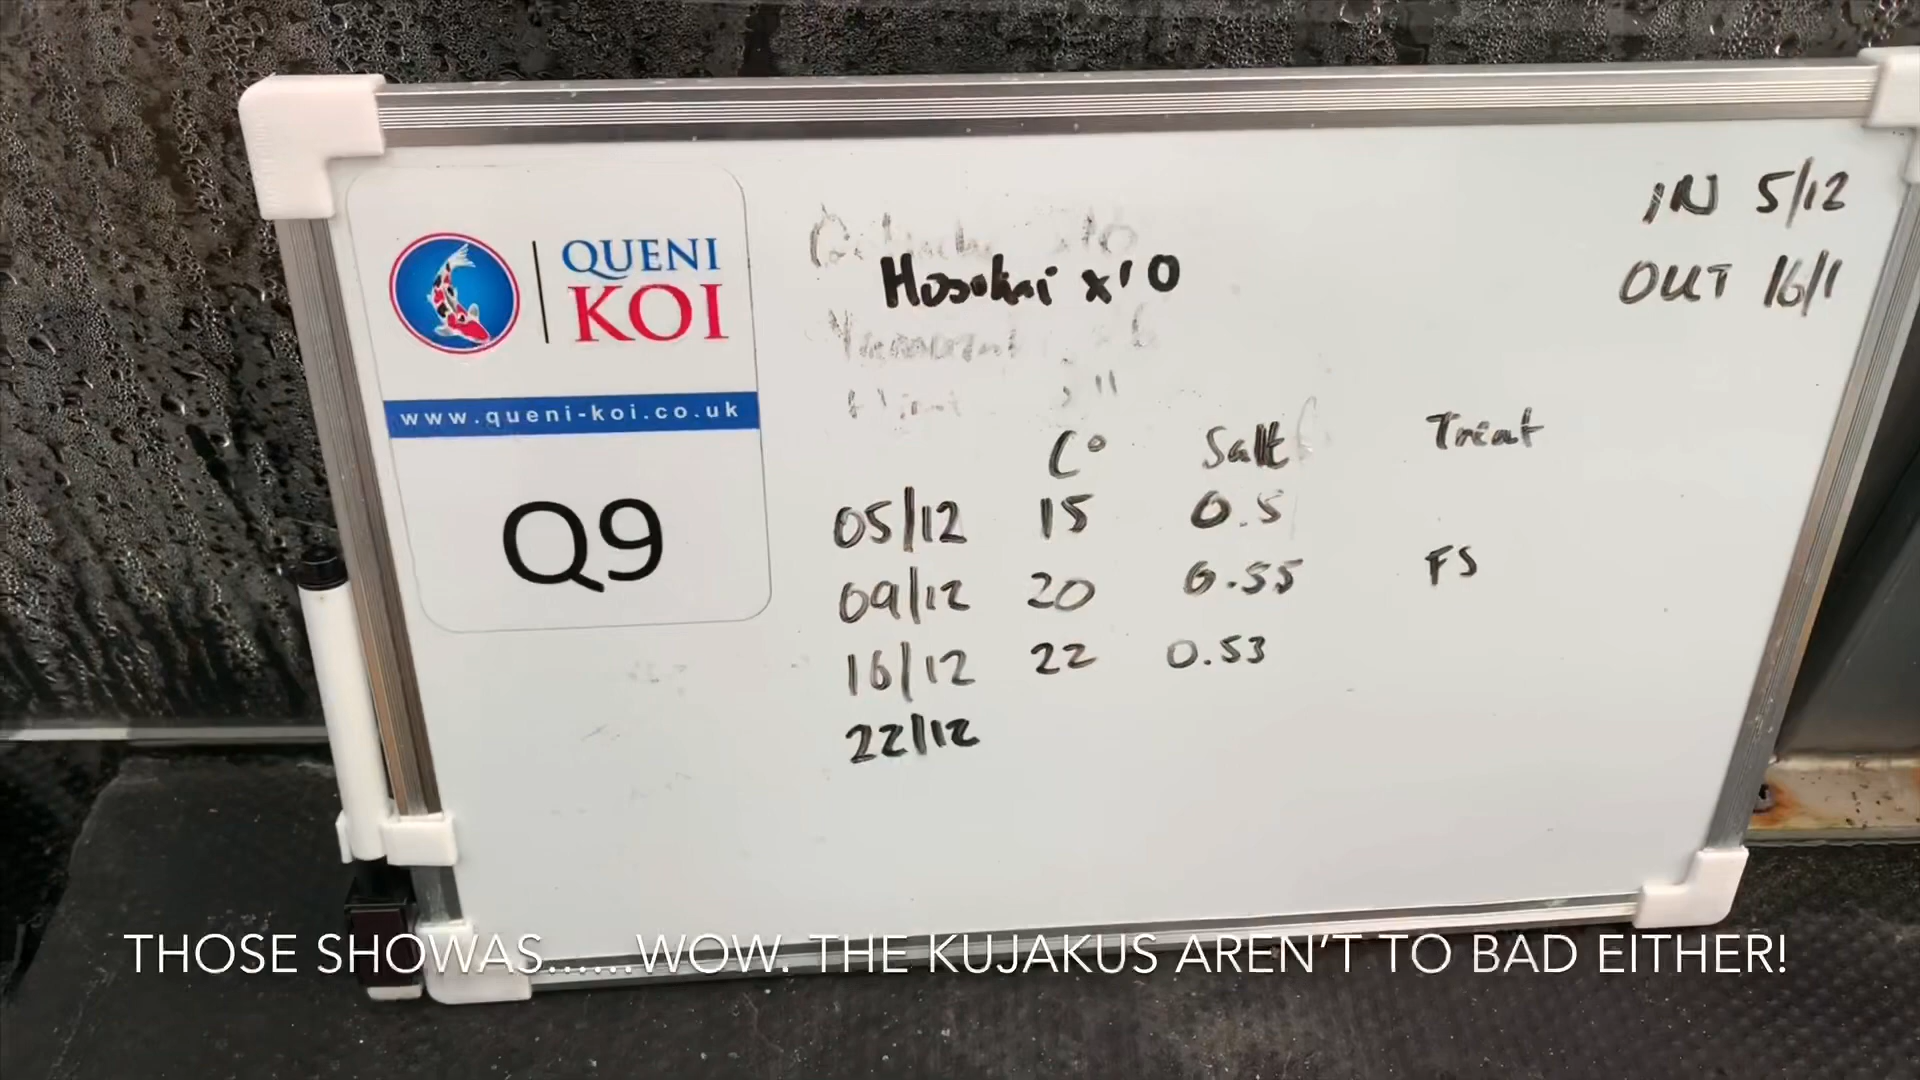 QUENI
KOI
www.queni-koi.co.uk
Q9
Hosokai x10
IN 5/12
OUT 16/1
C° Salt Treat
05/12 15 0.5
09/12 20 0.55 FS
16/12 22 0.53
22/12
THOSE SHOWAS......WOW. THE KUJAKUS AREN'T TO BAD EITHER!